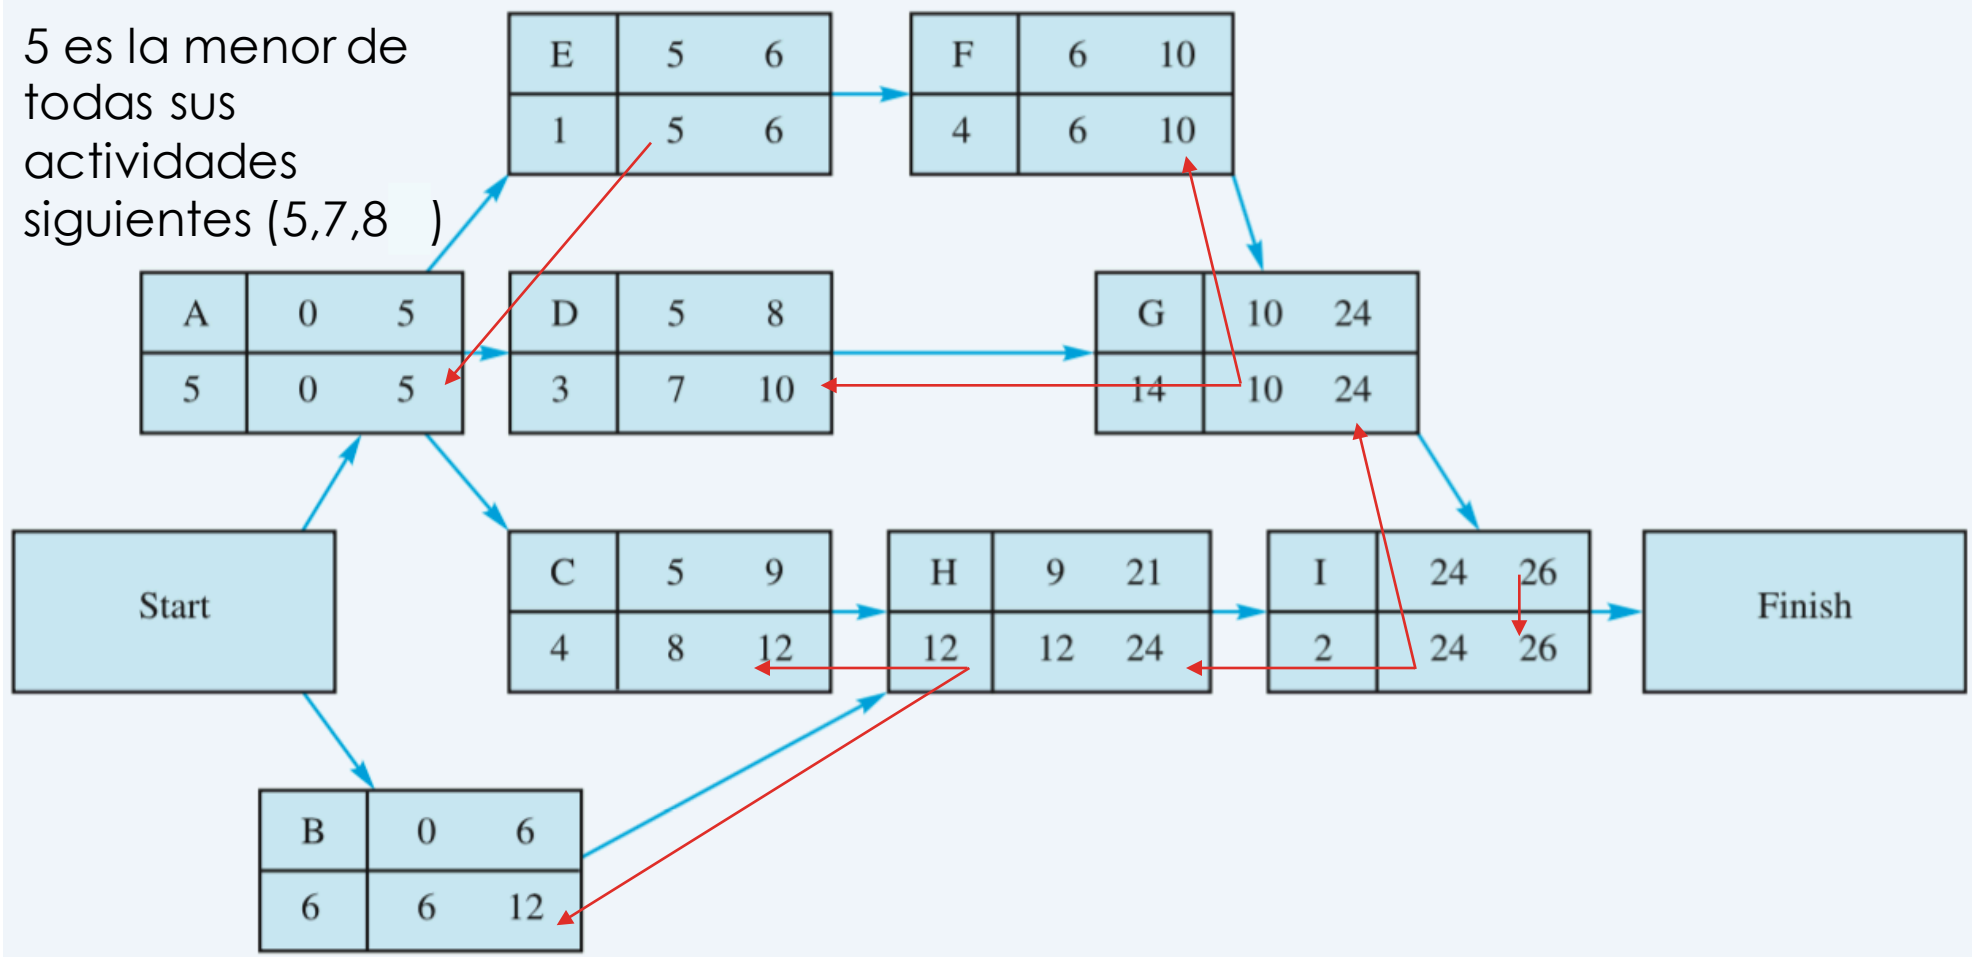 5 es la menor de
todas sus
actividades
siguientes (5,7,8 )
E 5 6
1 5 6
F 6 10
4 6 10
A 0 5
5 0 5
D 5 8
3 7 10
G 10 24
14 10 24
Start
C 5 9
4 8 12
H 9 21
12 12 24
I 24 26
2 24 26
Finish
B 0 6
6 6 12